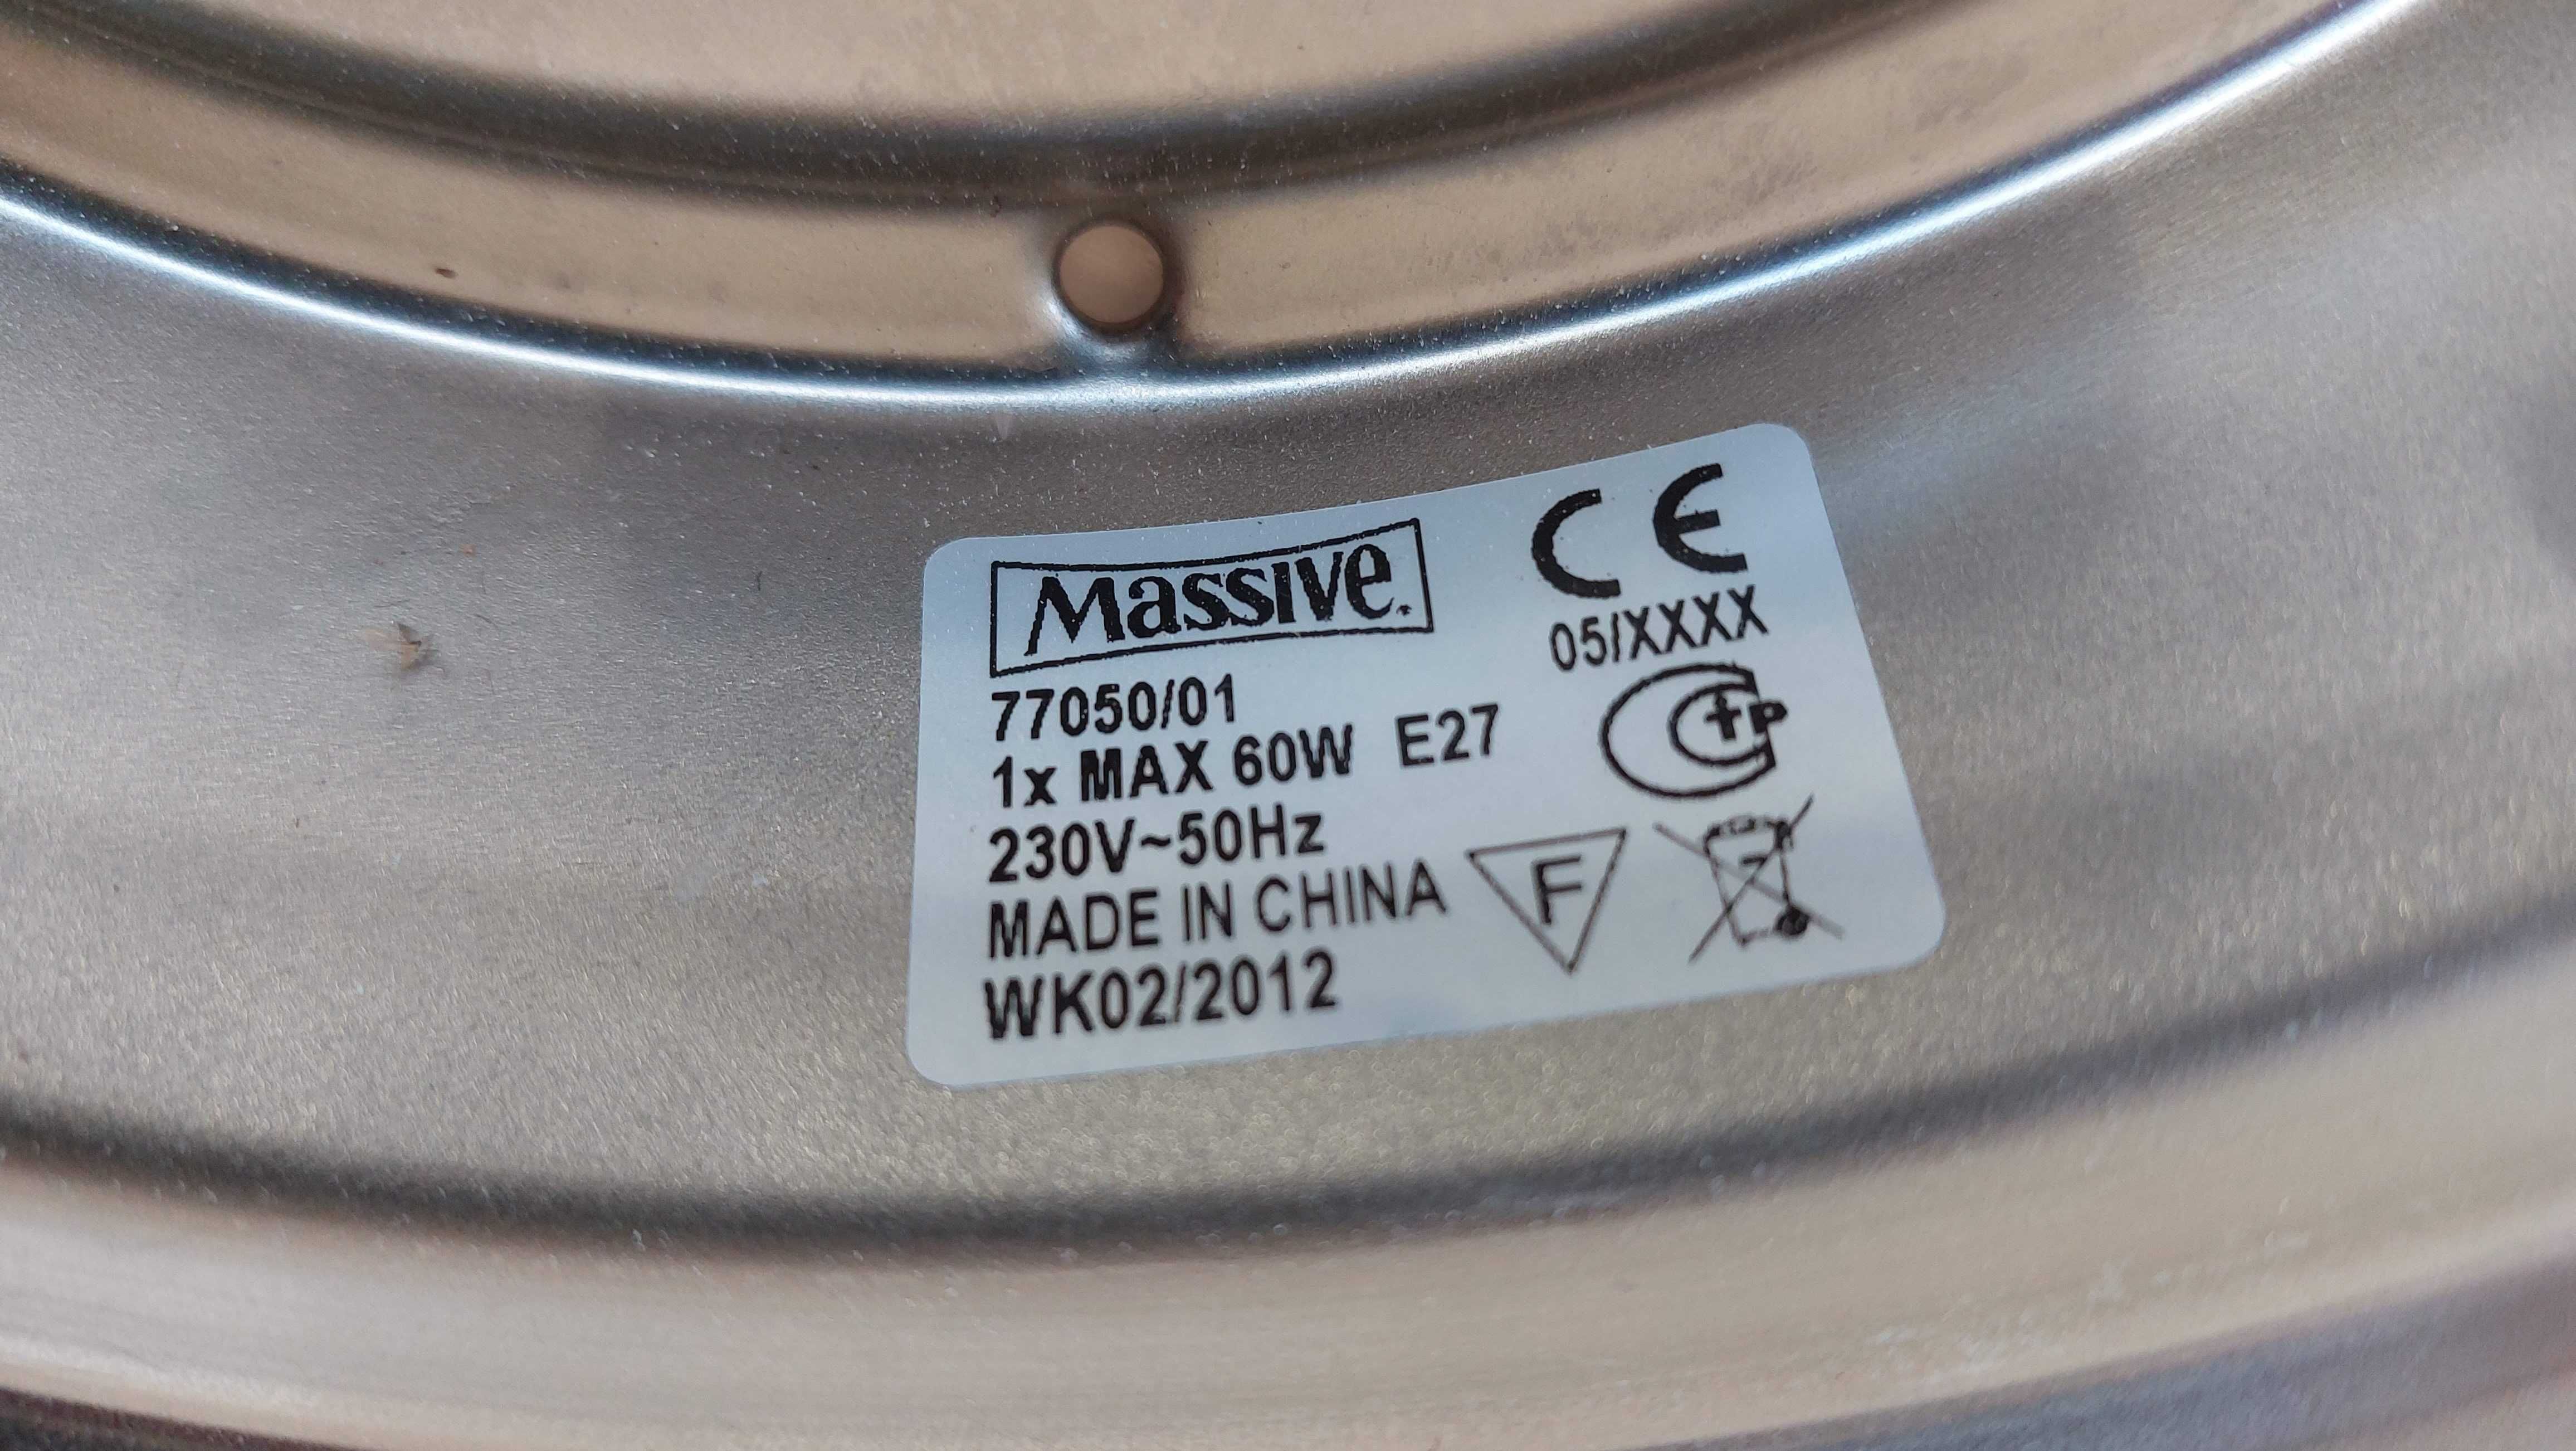 Massive.
CE
05/XXXX
77050/01
1x MAX 60W E27
230V~50Hz
MADE IN CHINA
F
WK02/2012